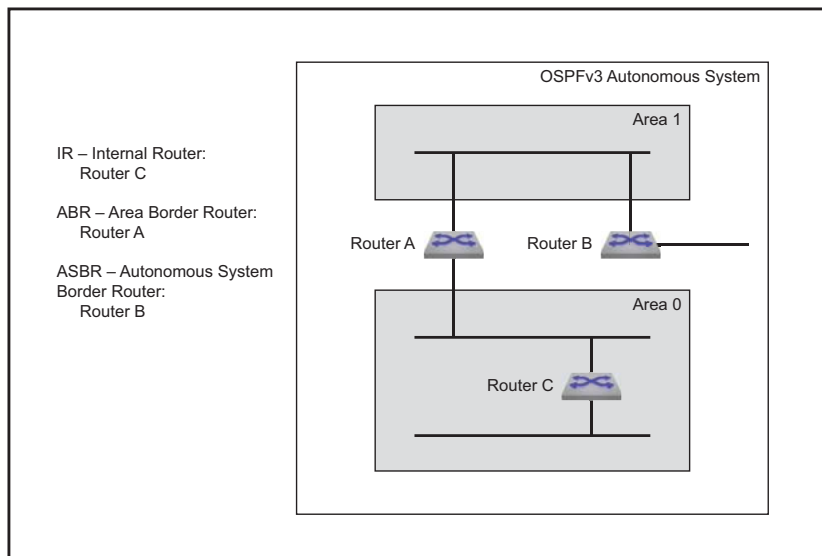 OSPFv3 Autonomous System
Area 1
IR – Internal Router:
Router C
ABR – Area Border Router:
Router A
ASBR – Autonomous System
Border Router:
Router B
Router A
Router B
Area 0
Router C